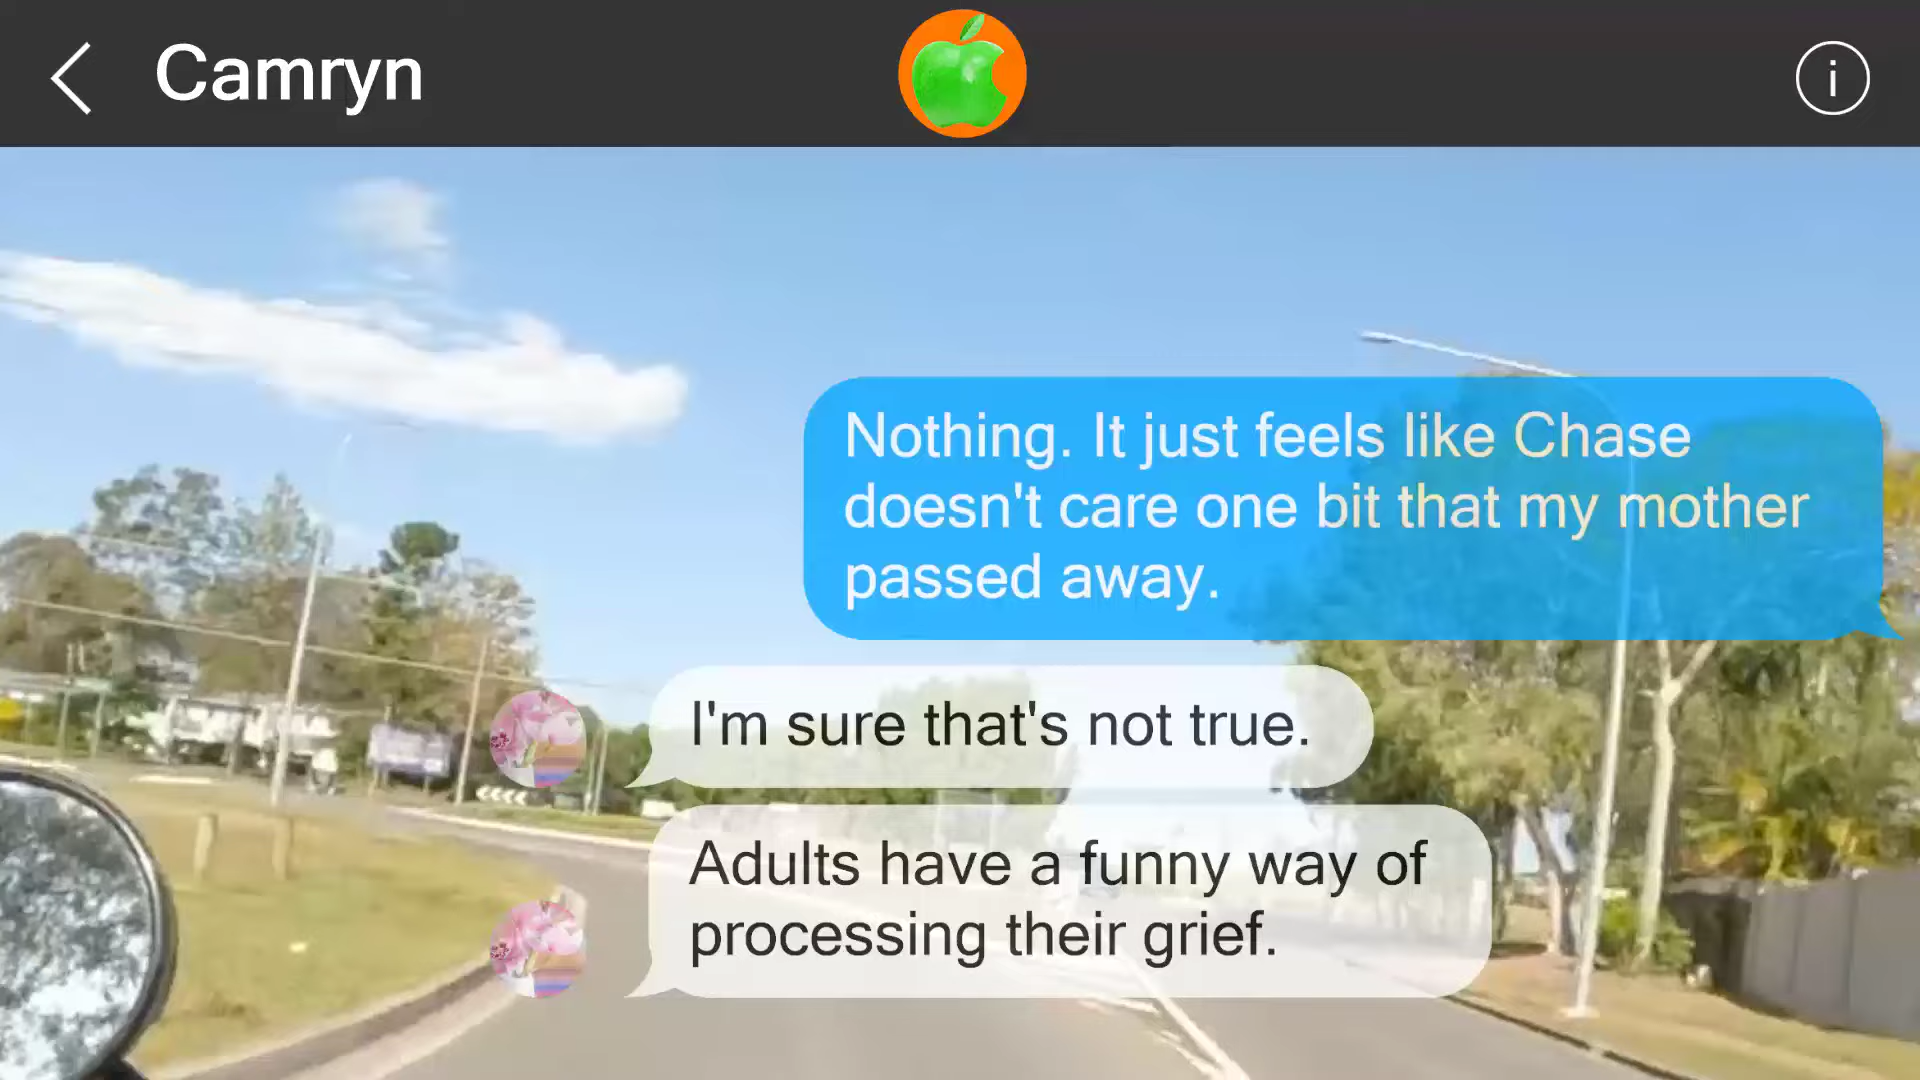 Camryn
i
Nothing. It just feels like Chase
doesn't care one bit that my mother
passed away.
I'm sure that's not true.
Adults have a funny way of
processing their grief.